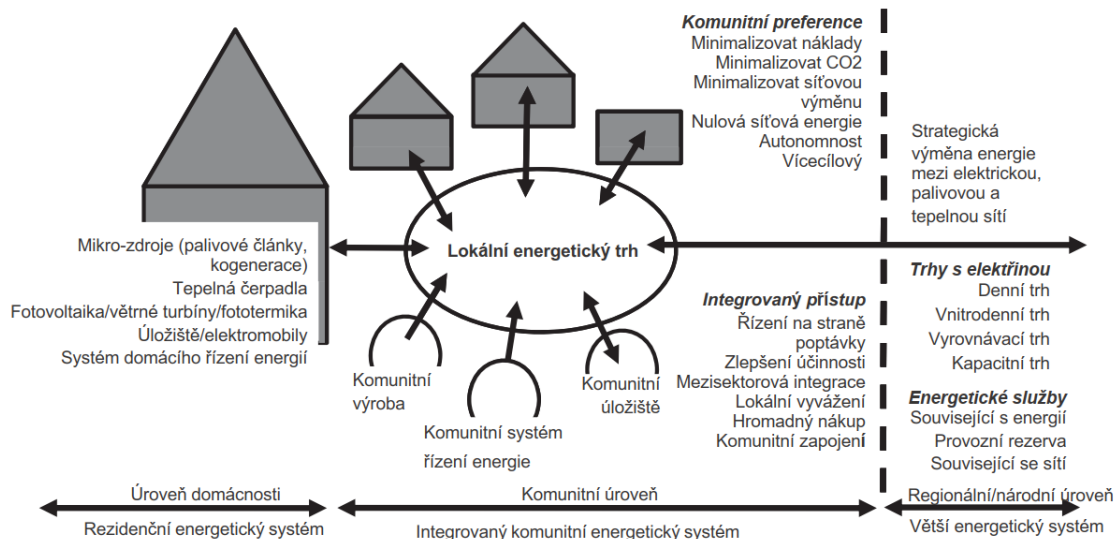 Komunitní preference
Minimalizovat náklady
Minimalizovat CO2
Minimalizovat síťovou
výměnu
Nulová síťová energie
Autonomnost
Vícecílový
Strategická
výměna energie
mezi elektrickou,
palivovou a
tepelnou sítí
Mikro-zdroje (palivové články,
kogenerace)
Tepelná čerpadla
Fotovoltaika/větrné turbíny/fototermika
Úložiště/elektromobily
Systém domácího řízení energií
Lokální energetický trh
Komunitní
výroba
Komunitní systém
řízení energie
Komunitní
úložiště
Integrovaný přístup
Řízení na straně
poptávky
Zlepšení účinnosti
Mezisektorová integrace
Lokální vyvážení
Hromadný nákup
Komunitní zapojení
Trhy s elektřinou
Denní trh
Vnitrodenní trh
Vyrovnávací trh
Kapacitní trh
Energetické služby
Související s energií
Provozní rezerva
Související se sítí
Úroveň domácnosti
Komunitní úroveň
Regionální/národní úroveň
Rezidenční energetický systém
Integrovaný komunitní energetický systém
Větší energetický systém